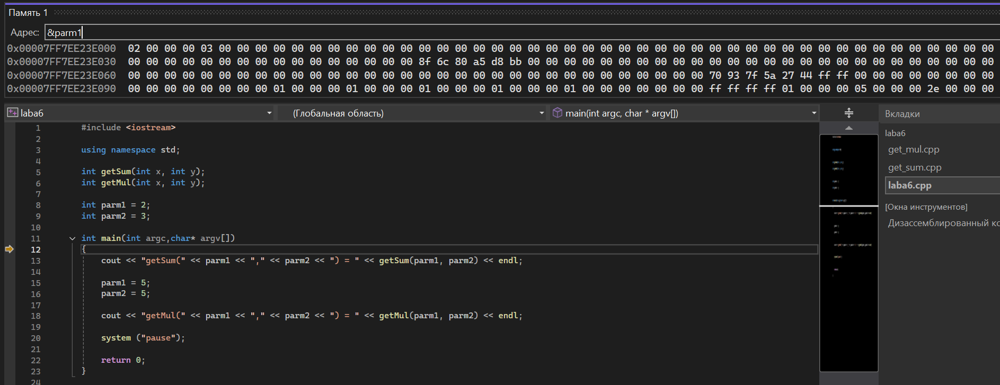 Память 1
Адрес: &parm1
0x00007FF7EE23E000 02 00 00 00 03 00 00 00 00 00 00 00 00 00 00 00 00 00 00 00 00 00 00 00 00 00 00 00 00 00 00 00 00 00 00 00 00 00 00 00 00 00 00 00 00 00 00 00
0x00007FF7EE23E030 00 00 00 00 00 00 00 00 00 00 00 00 00 00 00 00 8f 6c 80 a5 d8 bb 00 00 00 00 00 00 00 00 00 00 00 00 00 00 00 00 00 00 00 00 00 00 00 00 00 00
0x00007FF7EE23E060 00 00 00 00 00 00 00 00 00 00 00 00 00 00 00 00 00 00 00 00 00 00 00 00 00 00 00 00 00 00 00 00 70 93 7f 5a 27 44 ff ff 00 00 00 00 00 00 00 00
0x00007FF7EE23E090 00 00 00 00 00 00 00 00 01 00 00 00 01 00 00 00 01 00 00 00 01 00 00 00 01 00 00 00 00 00 00 00 ff ff ff ff 01 00 00 00 05 00 00 00 2e 00 00 00
laba6 (Глобальная область) main(int argc, char * argv[])
1 #include <iostream>
2
3 using namespace std;
4
5 int getSum(int x, int y);
6 int getMul(int x, int y);
7
8 int parm1 = 2;
9 int parm2 = 3;
10
11 int main(int argc,char* argv[])
12 {
13 cout << "getSum(" << parm1 << "," << parm2 << ") = " << getSum(parm1, parm2) << endl;
14
15 parm1 = 5;
16 parm2 = 5;
17
18 cout << "getMul(" << parm1 << "," << parm2 << ") = " << getMul(parm1, parm2) << endl;
19
20 system ("pause");
21
22 return 0;
23 }
24
Вкладки
laba6
get_mul.cpp
get_sum.cpp
laba6.cpp
[Окна инструментов]
Дизассемблированный ко